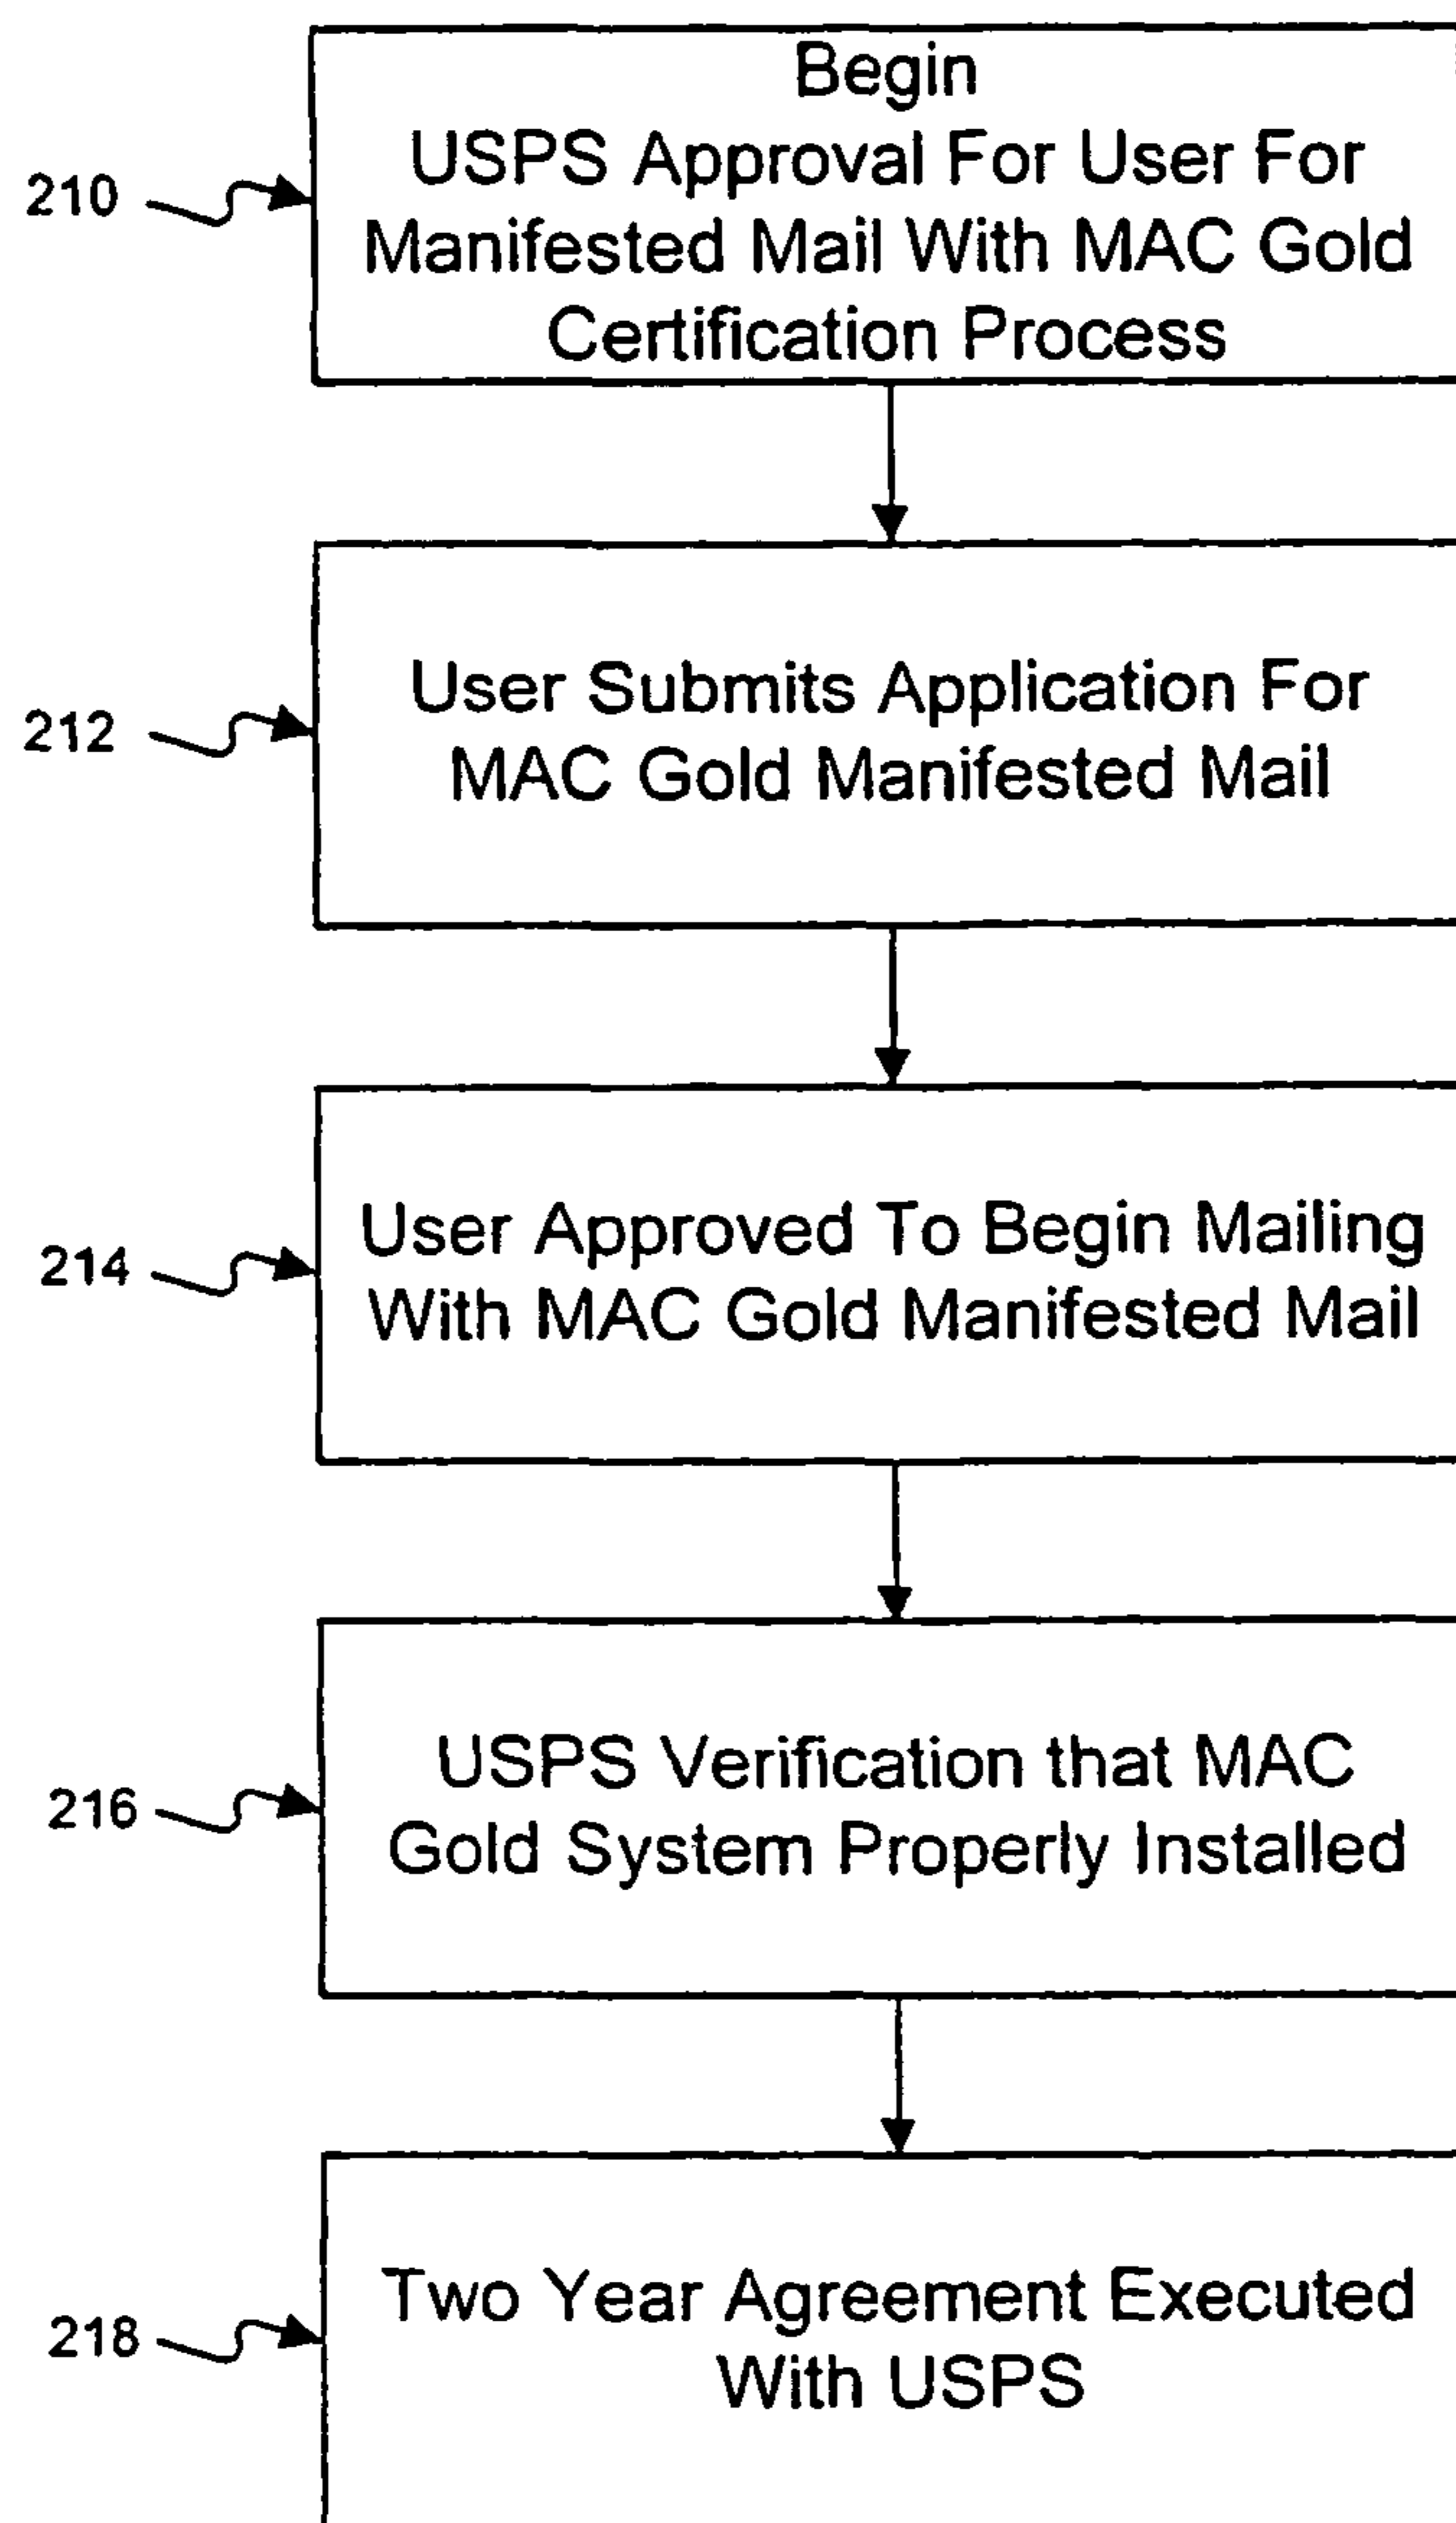 Begin
USPS Approval For User For
210
Manifested Mail With MAC Gold
Certification Process
User Submits Application For
212
MAC Gold Manifested Mail
User Approved To Begin Mailing
214
With MAC Gold Manifested Mail
USPS Verification that MAC
216
Gold System Properly Installed
Two Year Agreement Executed
218
With USPS